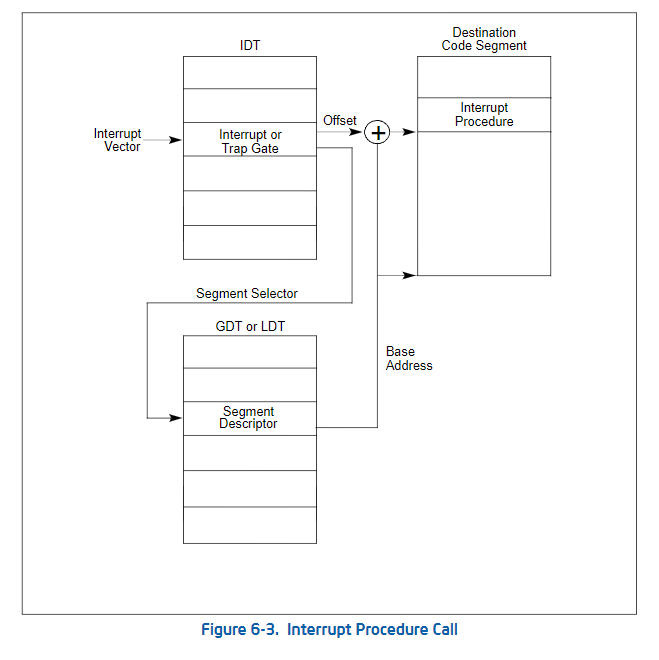 IDT
Destination
Code Segment
Interrupt
Vector
Interrupt or
Trap Gate
Offset
+
Interrupt
Procedure
Segment Selector
GDT or LDT
Segment
Descriptor
Base
Address
Figure 6-3. Interrupt Procedure Call